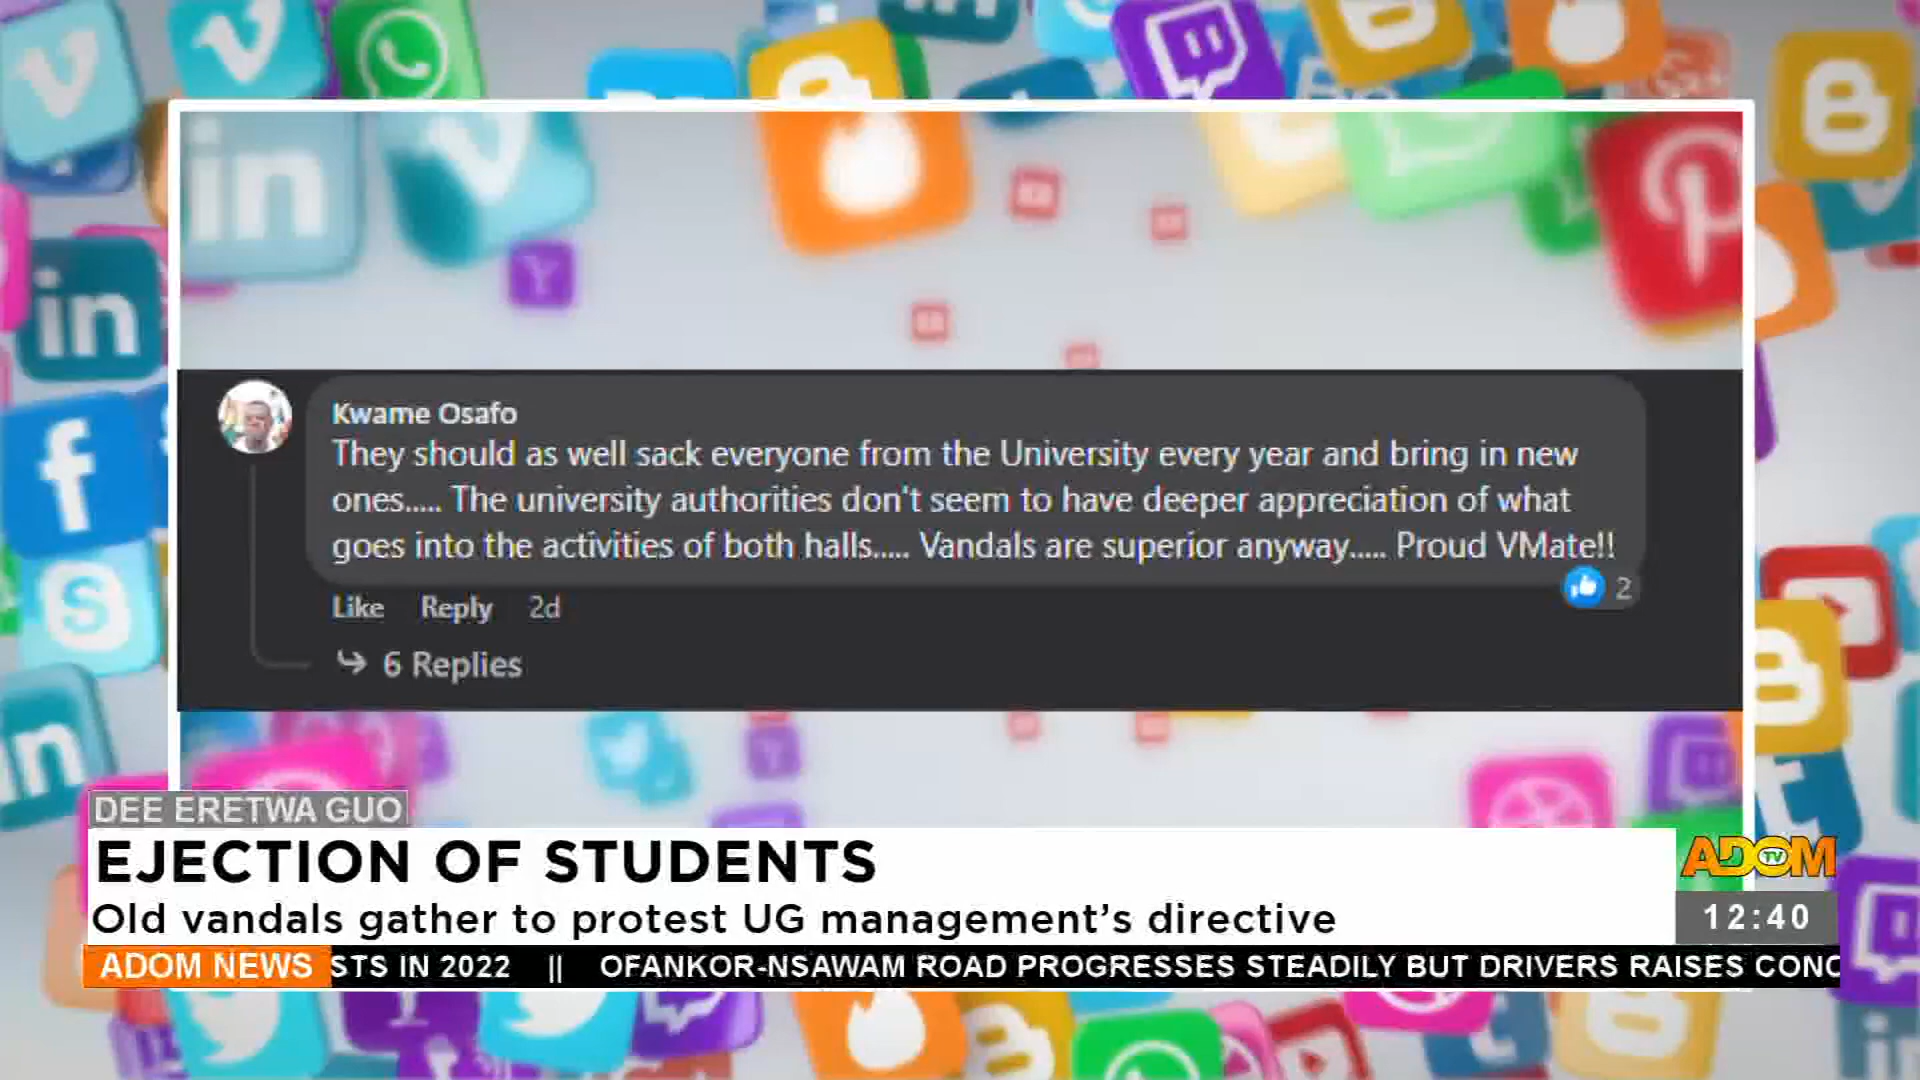 Kwame Osafo
They should as well sack everyone from the University every year and bring in new
ones..... The university authorities don't seem to have deeper appreciation of what
goes into the activities of both halls..... Vandals are superior anyway..... Proud VMate!!
2
Like Reply 2d
6 Replies
DEE ERETWA GUO
EJECTION OF STUDENTS
Old vandals gather to protest UG management's directive
ADOM TV
12:40
ADOM NEWS STS IN 2022 || OFANKOR-NSAWAM ROAD PROGRESSES STEADILY BUT DRIVERS RAISES CONC